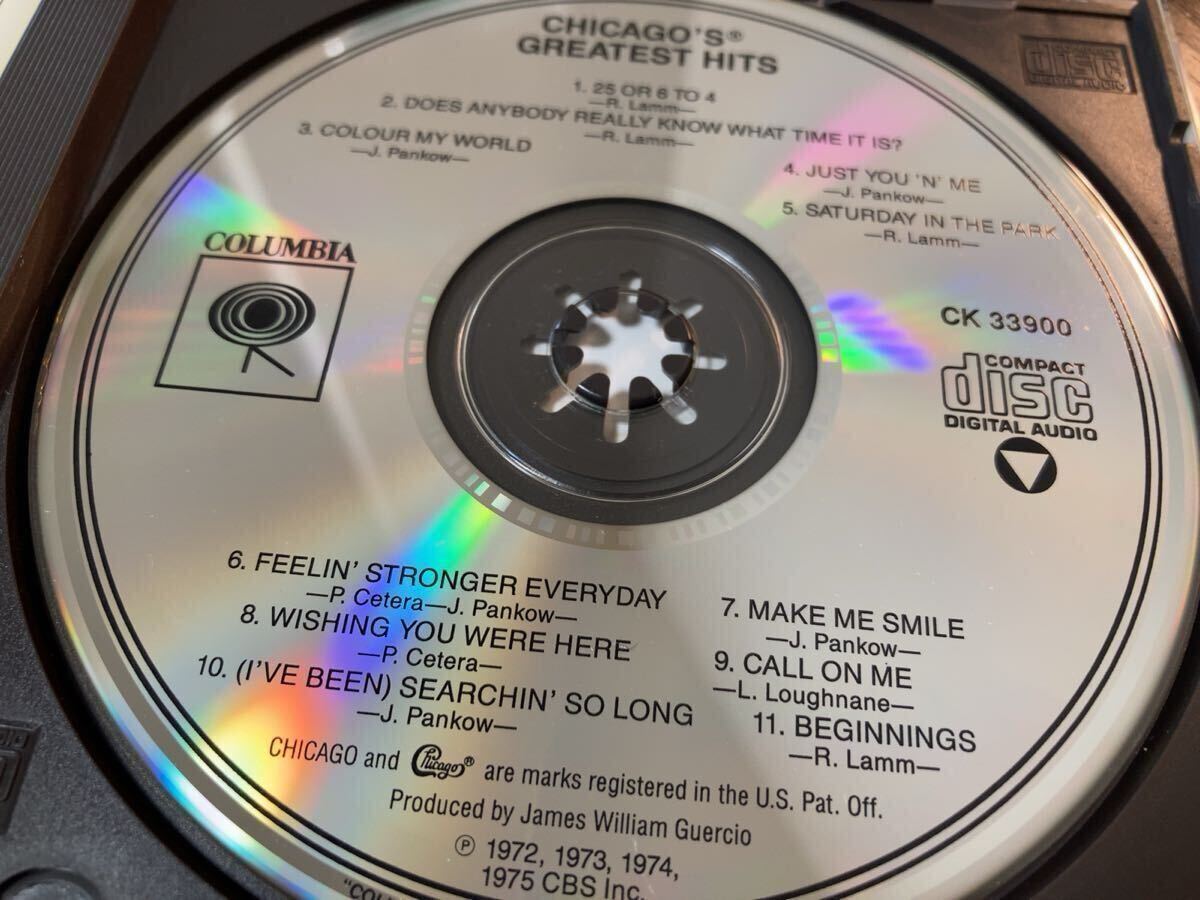 CHICAGO'S®
GREATEST HITS
1. 25 OR 6 TO 4
—R. Lamm—
2. DOES ANYBODY REALLY KNOW WHAT TIME IT IS?
—R. Lamm—
3. COLOUR MY WORLD
—J. Pankow—
4. JUST YOU 'N' ME
—J. Pankow—
5. SATURDAY IN THE PARK
—R. Lamm—
COLUMBIA
CK 33900
COMPACT
disc
DIGITAL AUDIO
6. FEELIN' STRONGER EVERYDAY
—P. Cetera—J. Pankow—
7. MAKE ME SMILE
—J. Pankow—
8. WISHING YOU WERE HERE
—P. Cetera—
9. CALL ON ME
—L. Loughnane—
10. (I'VE BEEN) SEARCHIN' SO LONG
—J. Pankow—
11. BEGINNINGS
—R. Lamm—
CHICAGO and Chicago® are marks registered in the U.S. Pat. Off.
Produced by James William Guercio
℗ 1972, 1973, 1974,
1975 CBS Inc.
COMPACT
disc
DIGITAL AUDIO